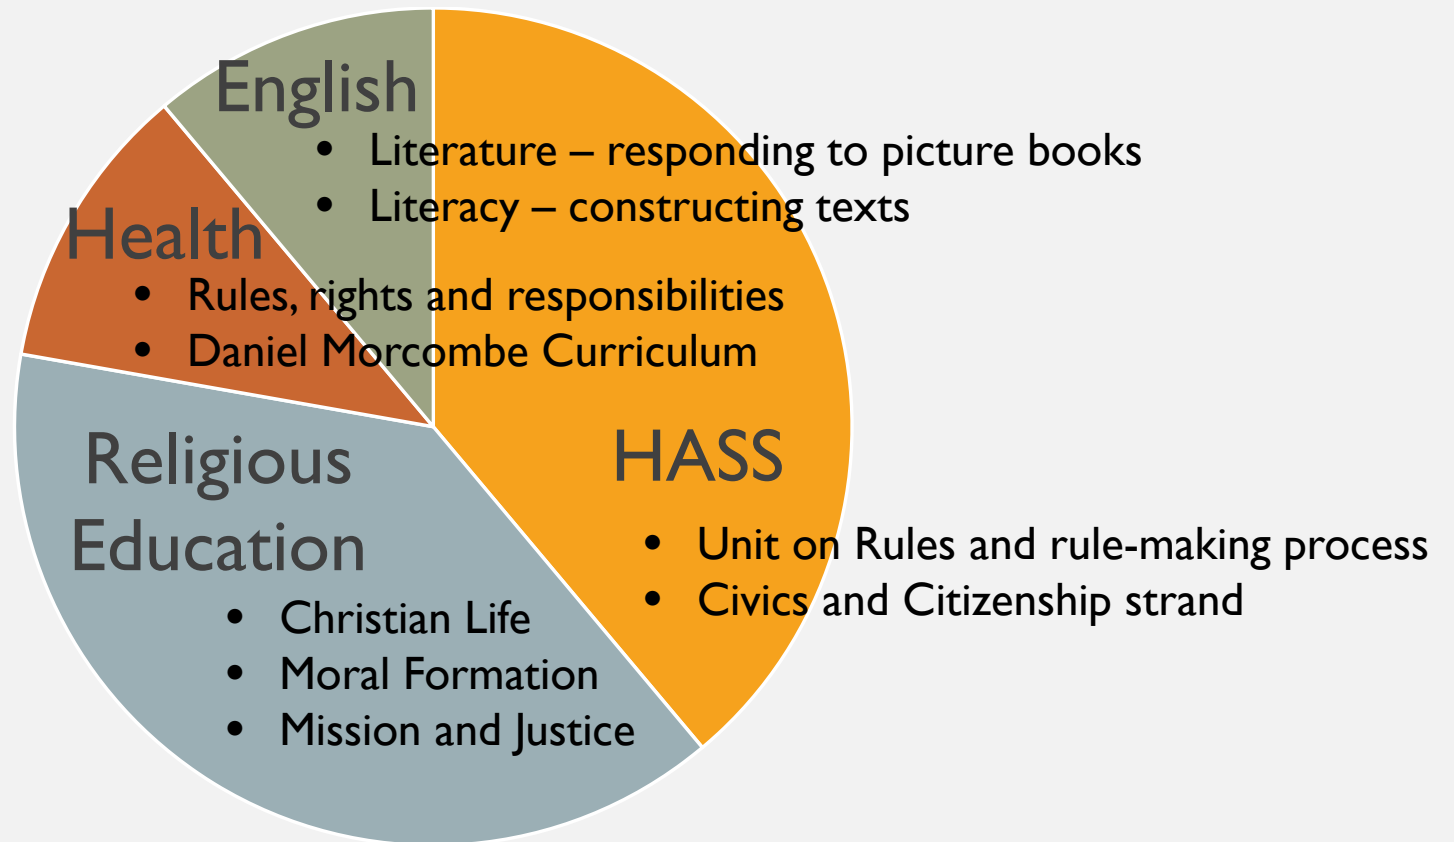 English
• Literature – responding to picture books
• Literacy – constructing texts
Health
• Rules, rights and responsibilities
• Daniel Morcombe Curriculum
Religious
Education
• Christian Life
• Moral Formation
• Mission and Justice
HASS
• Unit on Rules and rule-making process
• Civics and Citizenship strand